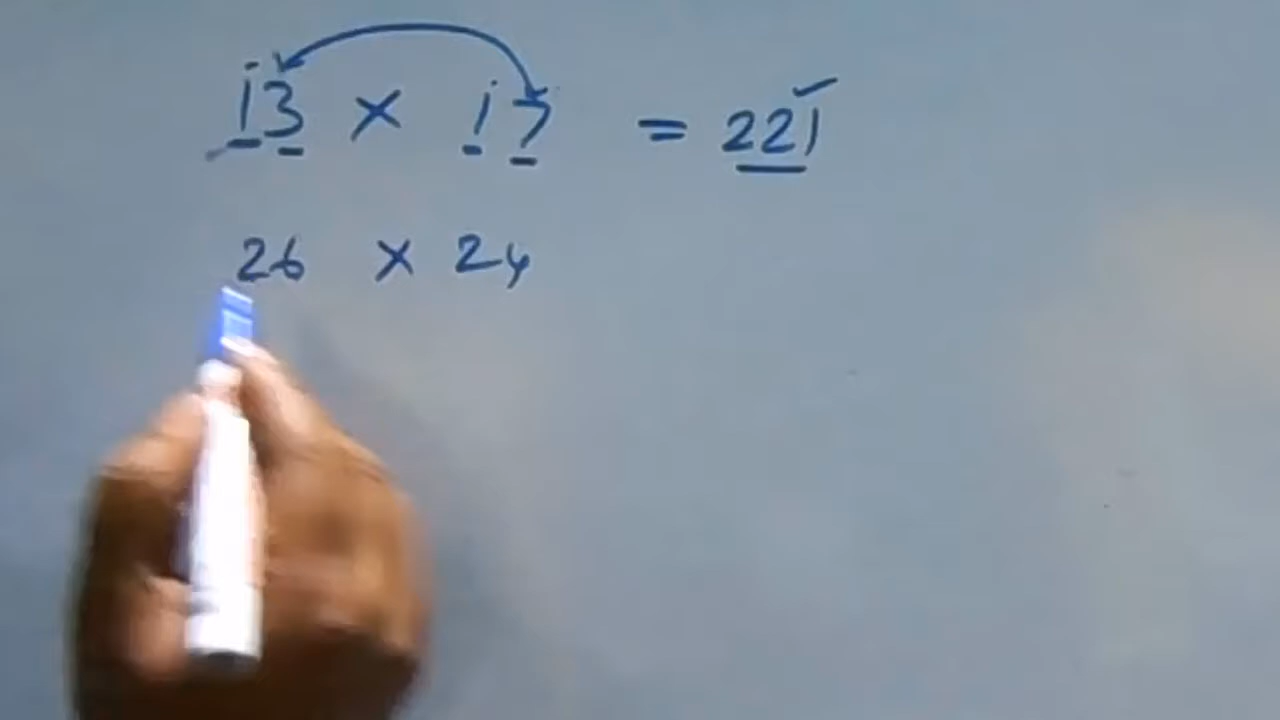 13 × 17 = 221
26 × 24